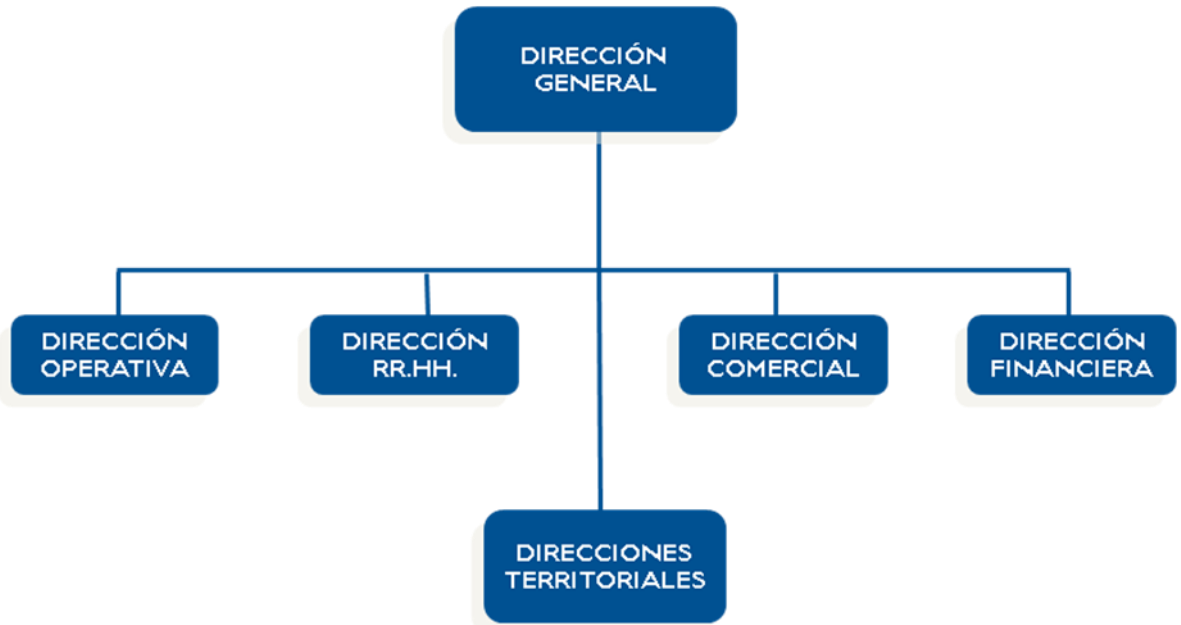 DIRECCIÓN
GENERAL
DIRECCIÓN
OPERATIVA
DIRECCIÓN
RR.HH.
DIRECCIÓN
COMERCIAL
DIRECCIÓN
FINANCIERA
DIRECCIONES
TERRITORIALES